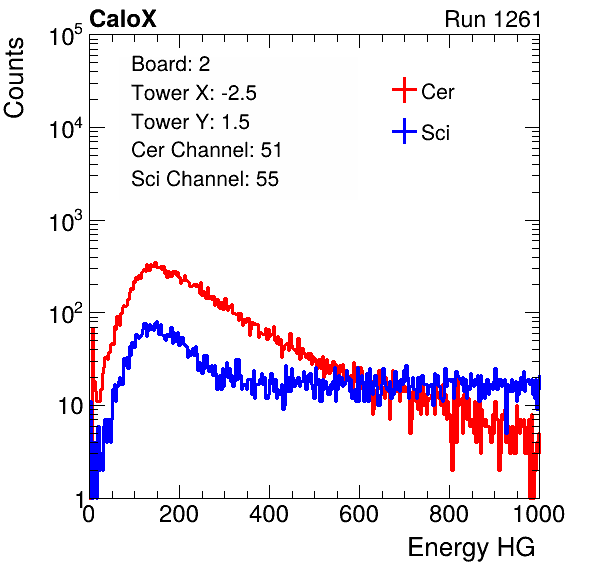 CaloX Run 1261
Counts
10^5
10^4
10^3
10^2
10
1
Board: 2
Tower X: -2.5
Tower Y: 1.5
Cer Channel: 51
Sci Channel: 55
Cer
Sci
0 200 400 600 800 1000
Energy HG